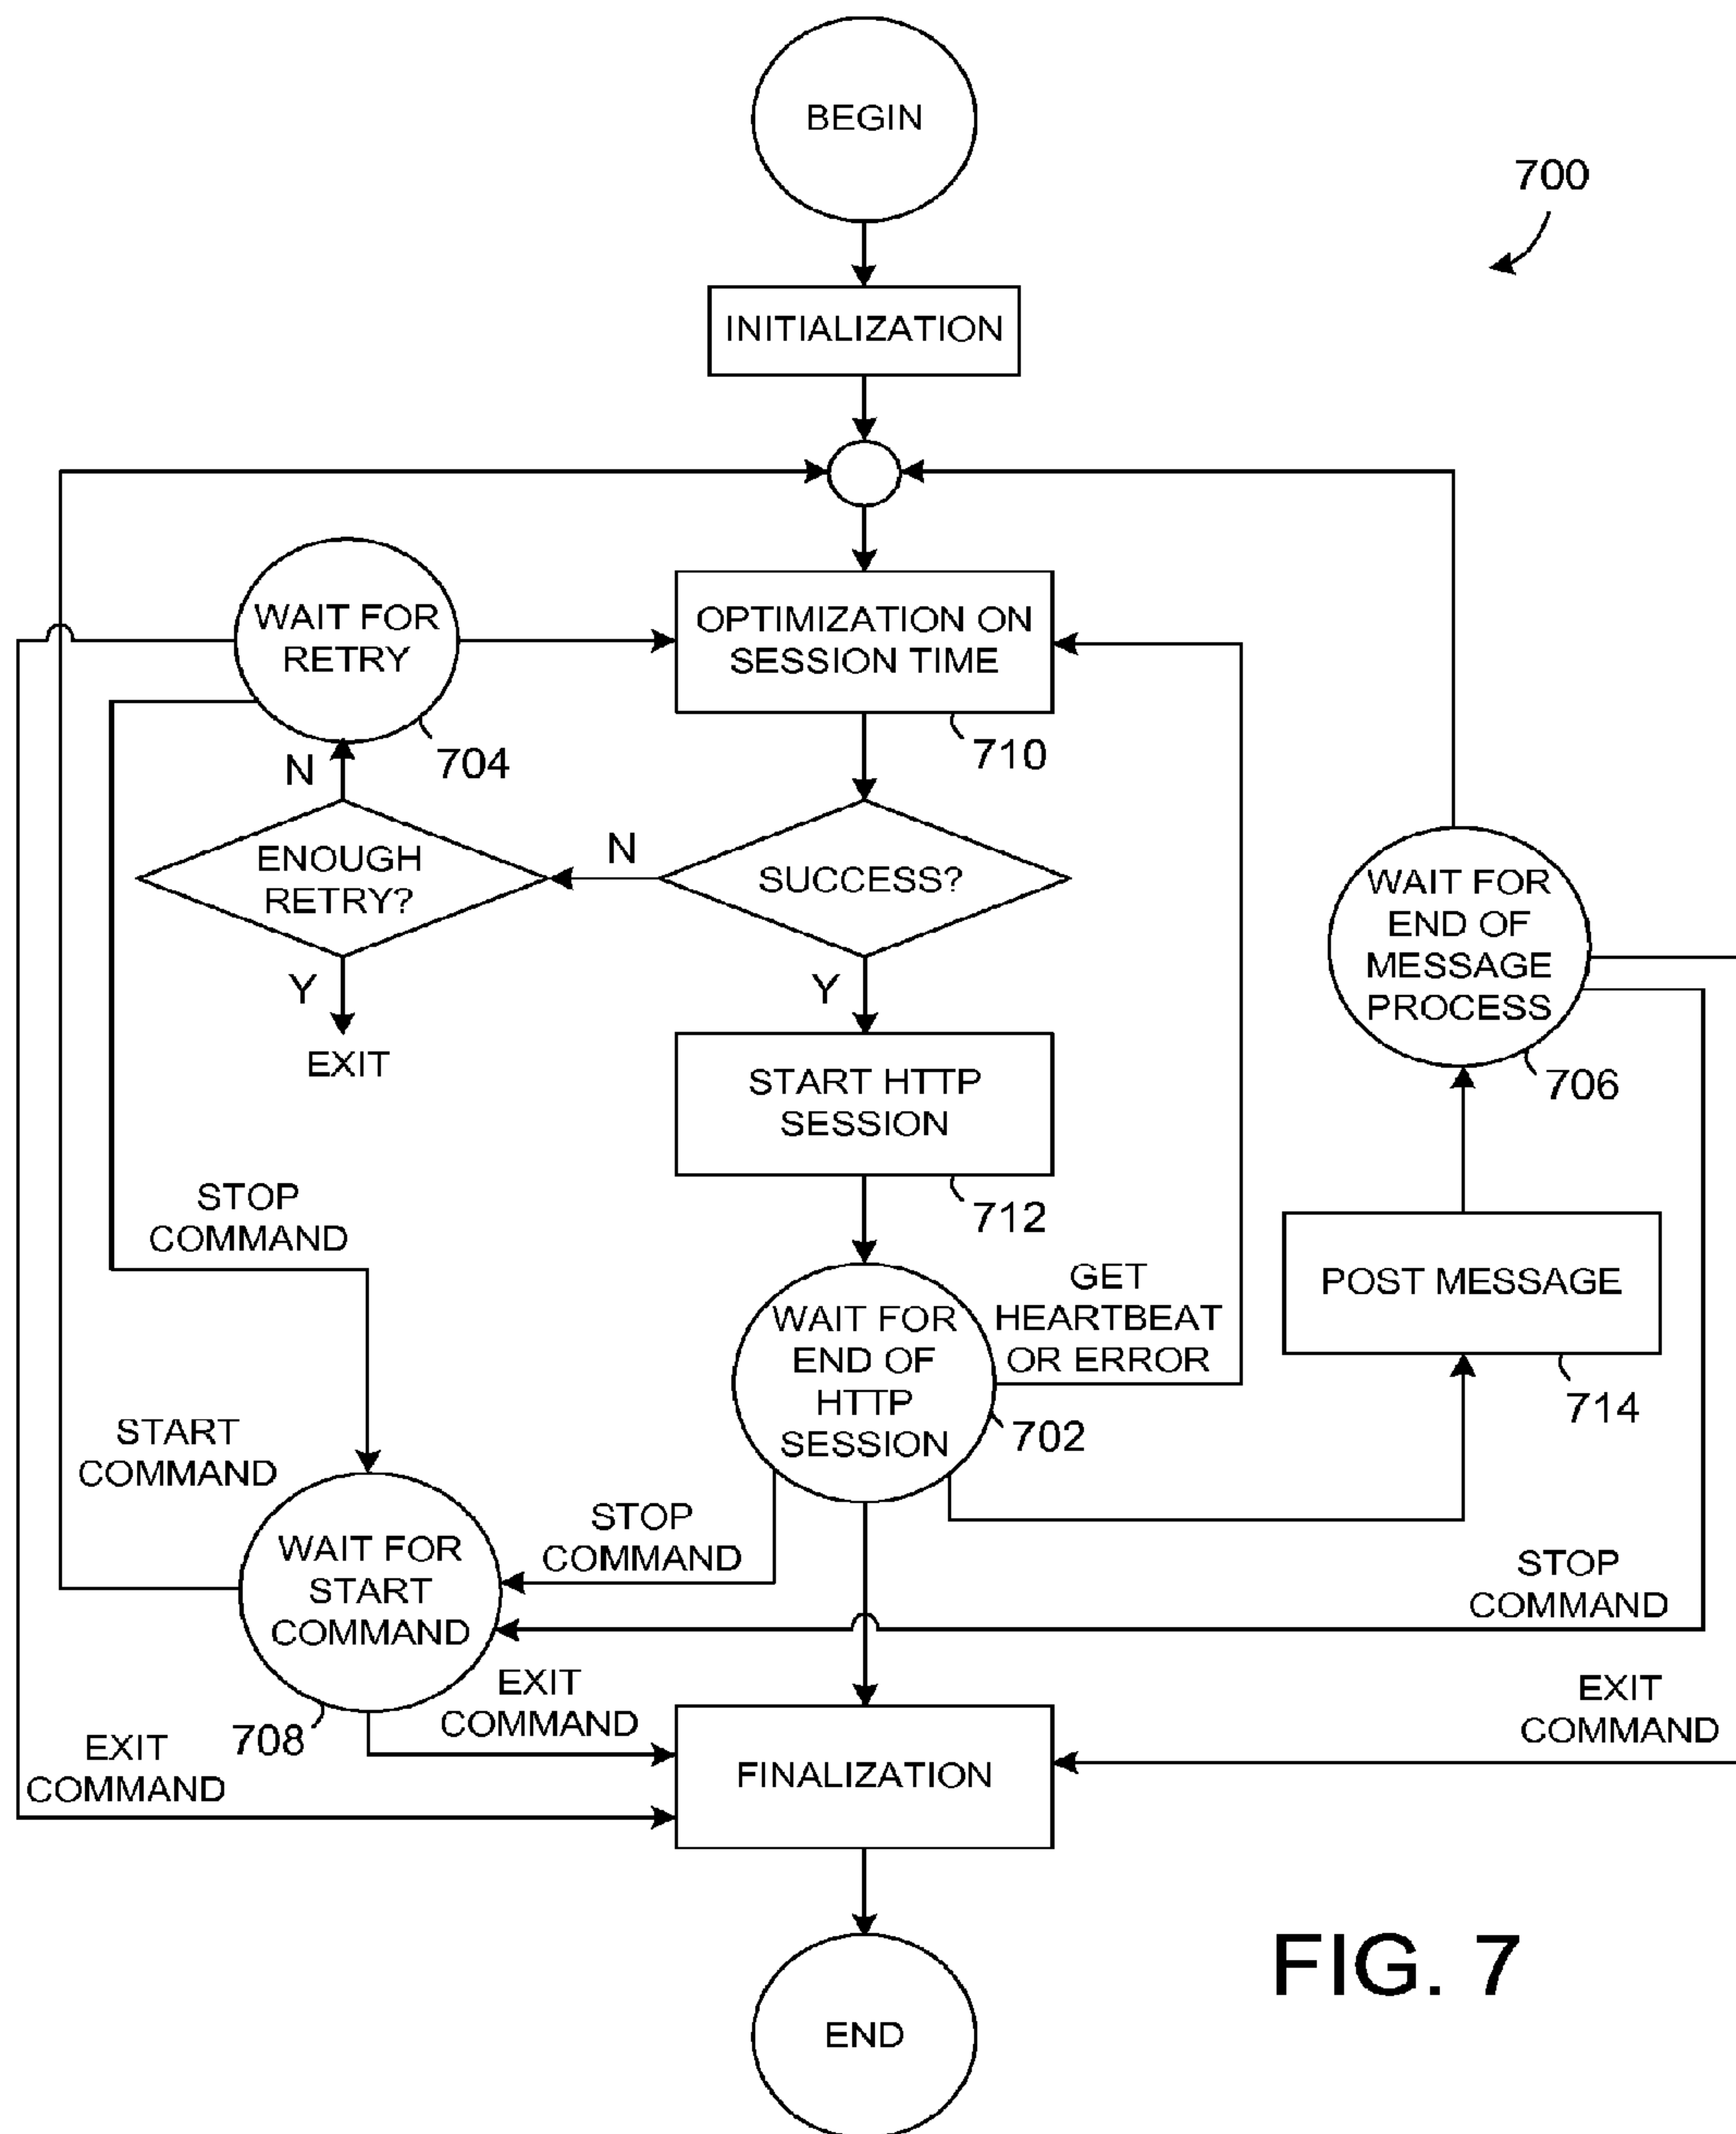 BEGIN
700
INITIALIZATION
WAIT FOR
RETRY
704
OPTIMIZATION ON
SESSION TIME
710
N
ENOUGH
RETRY?
N
SUCCESS?
Y
EXIT
Y
START HTTP
SESSION
712
WAIT FOR
END OF
MESSAGE
PROCESS
706
STOP
COMMAND
WAIT FOR
END OF
HTTP
SESSION
702
GET
HEARTBEAT
OR ERROR
POST MESSAGE
714
START
COMMAND
WAIT FOR
START
COMMAND
708
STOP
COMMAND
STOP
COMMAND
EXIT
COMMAND
EXIT
COMMAND
EXIT
COMMAND
FINALIZATION
END
FIG. 7